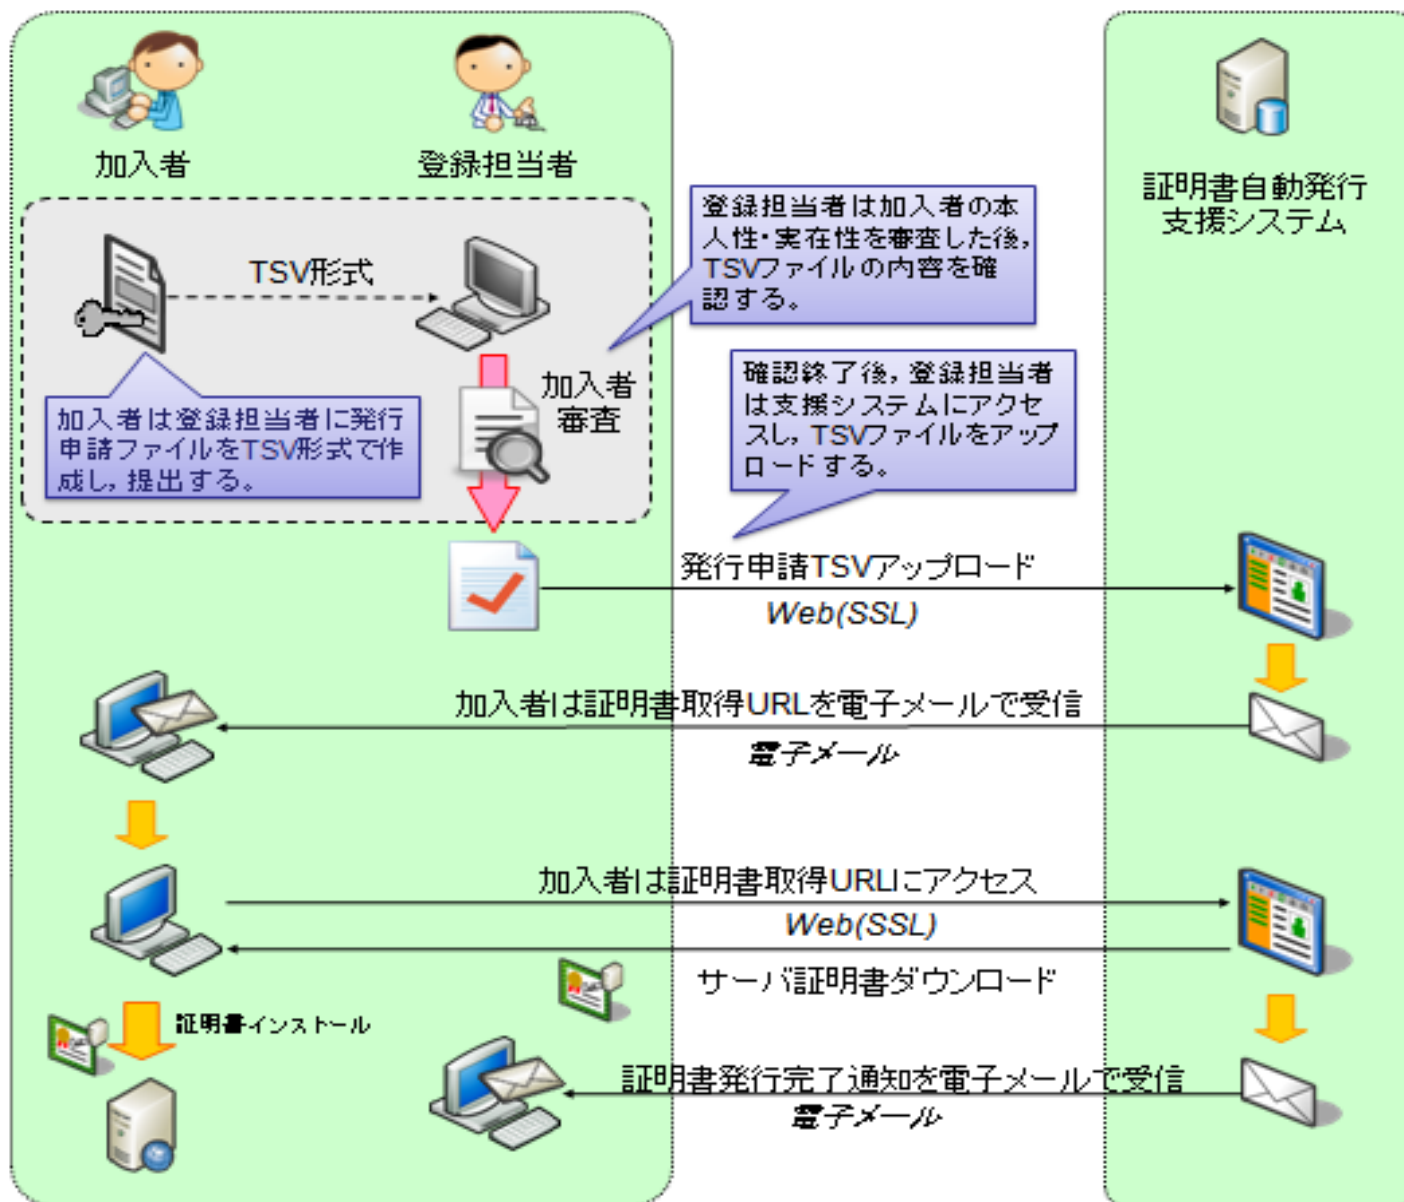 加入者
登録担当者
証明書自動発行
支援システム
TSV形式
登録担当者は加入者の本
人性・実在性を審査した後,
TSVファイルの内容を確
認する。
加入者
審査
加入者は登録担当者に発行
申請ファイルをTSV形式で作
成し, 提出する。
確認終了後, 登録担当者
は支援システムにアクセ
スし, TSVファイルをアップ
ロードする。
発行申請TSVアップロード
Web(SSL)
加入者は証明書取得URLを電子メールで受信
電子メール
加入者は証明書取得URLにアクセス
Web(SSL)
サーバ証明書ダウンロード
証明書インストール
証明書発行完了通知を電子メールで受信
電子メール